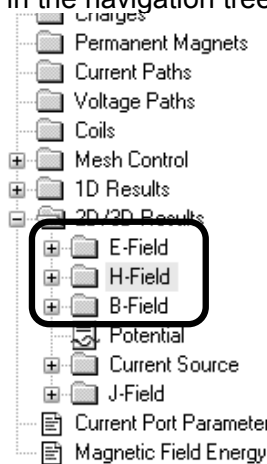 in the navigation tree
Charges
Permanent Magnets
Current Paths
Voltage Paths
Coils
Mesh Control
1D Results
2D/3D Results
E-Field
H-Field
B-Field
Potential
Current Source
J-Field
Current Port Parameter
Magnetic Field Energy